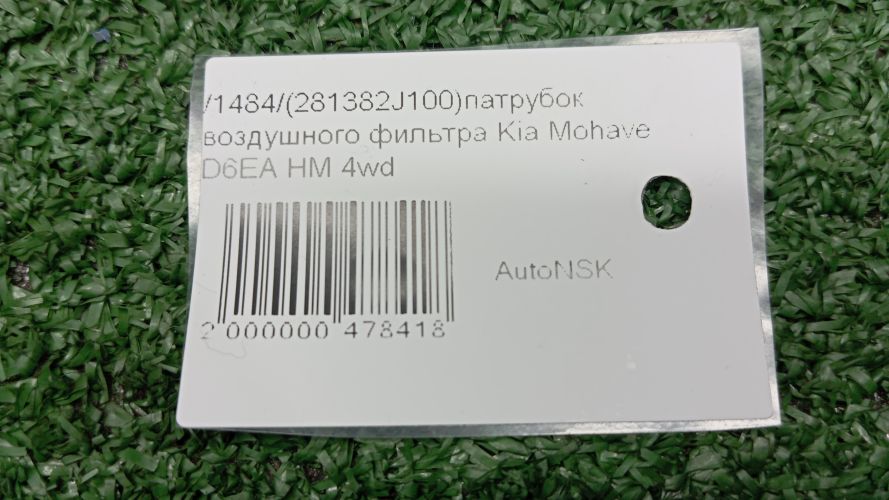 /1484/(281382J100)патрубок
воздушного фильтра Kia Mohave
D6EA HM 4wd
AutoNSK
2 000000 478418